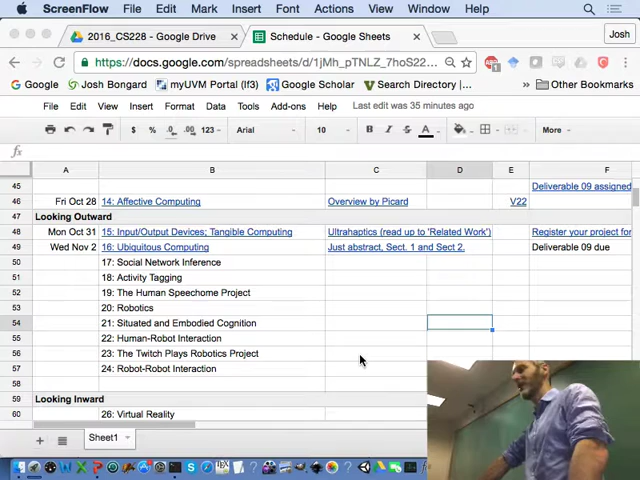 ScreenFlow File Edit Mark Insert Font Actions Window Help
2016_CS228 - Google Drive × Schedule - Google Sheets × Josh
https://docs.google.com/spreadsheets/d/1jMh_pTNLZ_7hoS22...
Google Josh Bongard myUVM Portal (lf3) Google Scholar Search Directory/... >> Other Bookmarks
File Edit View Insert Format Data Tools Add-ons Help Last edit was 35 minutes ago
$ % .0 .00 123 Arial 10 B I S A More
fx
A B C D E F
45 Deliverable 09 assigned
46 Fri Oct 28 14: Affective Computing Overview by Picard V22
Looking Outward
48 Mon Oct 31 15: Input/Output Devices; Tangible Computing Ultrahaptics (read up to 'Related Work') Register your project for
49 Wed Nov 2 16: Ubiquitous Computing Just abstract, Sect. 1 and Sect 2. Deliverable 09 due
50 17: Social Network Inference
51 18: Activity Tagging
52 19: The Human Speechome Project
53 20: Robotics
54 21: Situated and Embodied Cognition
55 22: Human-Robot Interaction
56 23: The Twitch Plays Robotics Project
57 24: Robot-Robot Interaction
58
59 Looking Inward
60 26: Virtual Reality
+ Sheet1